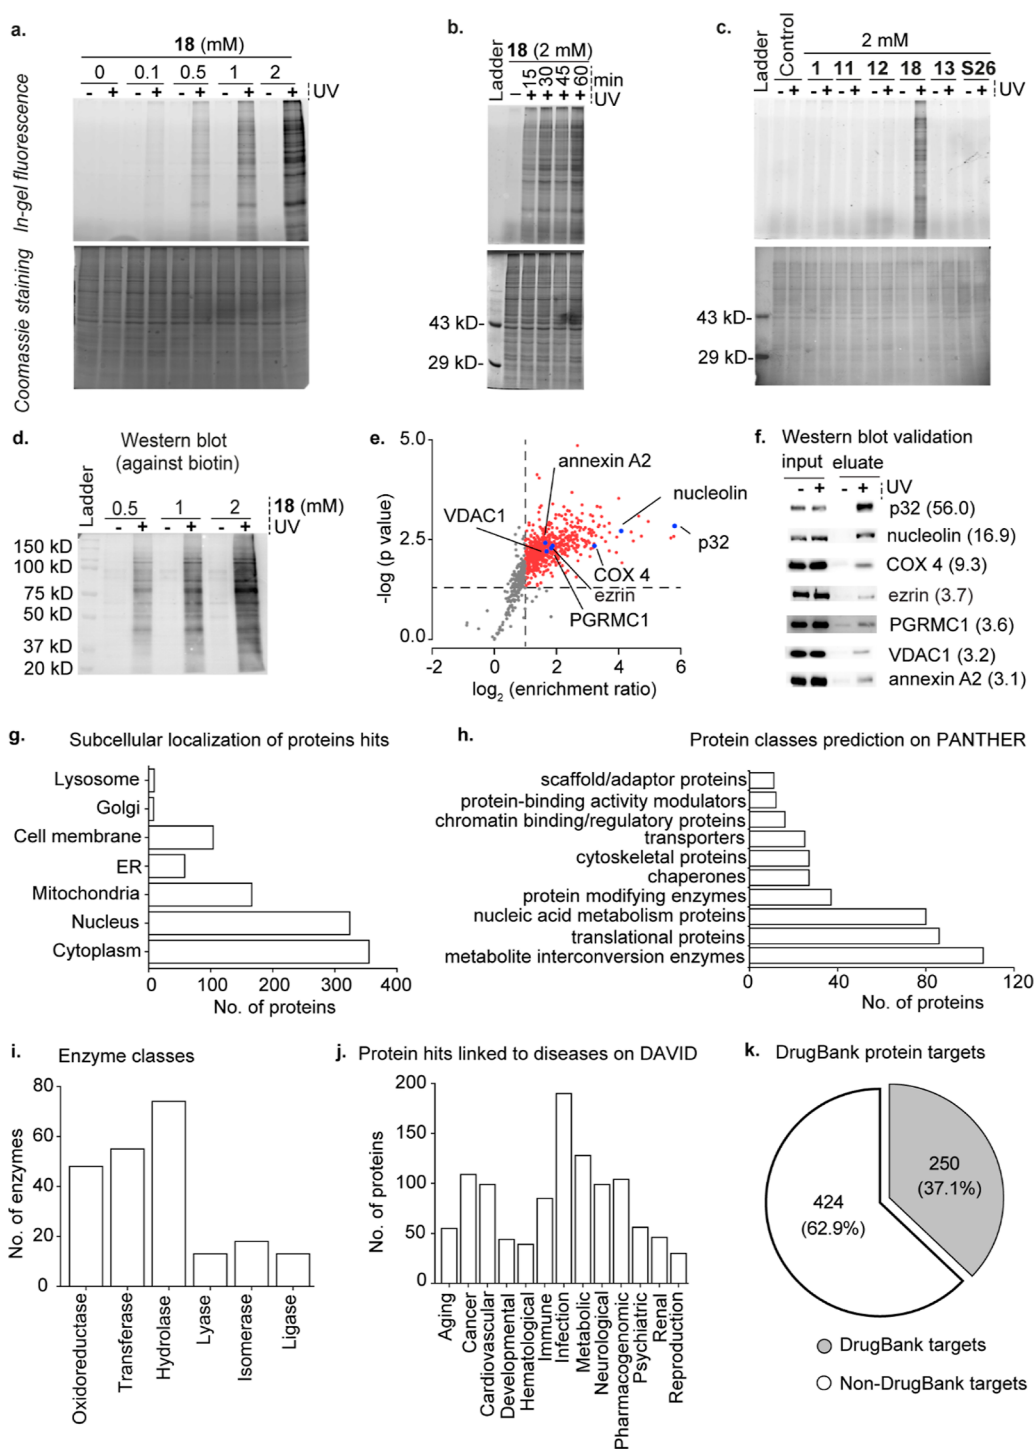 a.
18 (mM)
0 0.1 0.5 1 2
- + - + - + - + - + UV
In-gel fluorescence
Coomassie staining
b.
Ladder
18 (2 mM)
15 30 45 60 min
- + + + + UV
43 kD-
29 kD-
c.
Ladder
Control
2 mM
1 11 12 18 13 S26
- + - + - + - + - + - + - + UV
43 kD-
29 kD-
d.
Western blot
(against biotin)
Ladder
0.5 1 2 18 (mM)
- + - + - + UV
150 kD
100 kD
75 kD
50 kD
37 kD
20 kD
e.
-log (p value)
5.0
2.5
0.0
annexin A2
nucleolin
VDAC1
p32
COX 4
ezrin
PGRMC1
-2 0 2 4 6
log2 (enrichment ratio)
f. Western blot validation
input eluate
- + - + UV
p32 (56.0)
nucleolin (16.9)
COX 4 (9.3)
ezrin (3.7)
PGRMC1 (3.6)
VDAC1 (3.2)
annexin A2 (3.1)
g. Subcellular localization of proteins hits
Lysosome
Golgi
Cell membrane
ER
Mitochondria
Nucleus
Cytoplasm
0 100 200 300 400
No. of proteins
h. Protein classes prediction on PANTHER
scaffold/adaptor proteins
protein-binding activity modulators
chromatin binding/regulatory proteins
transporters
cytoskeletal proteins
chaperones
protein modifying enzymes
nucleic acid metabolism proteins
translational proteins
metabolite interconversion enzymes
0 40 80 120
No. of proteins
i. Enzyme classes
No. of enzymes
80
60
40
20
0
Oxidoreductase
Transferase
Hydrolase
Lyase
Isomerase
Ligase
j. Protein hits linked to diseases on DAVID
No. of proteins
200
150
100
50
0
Aging
Cancer
Cardiovascular
Developmental
Hematological
Immune
Infection
Metabolic
Neurological
Pharmacogenomic
Psychiatric
Renal
Reproduction
k. DrugBank protein targets
250
(37.1%)
424
(62.9%)
DrugBank targets
Non-DrugBank targets